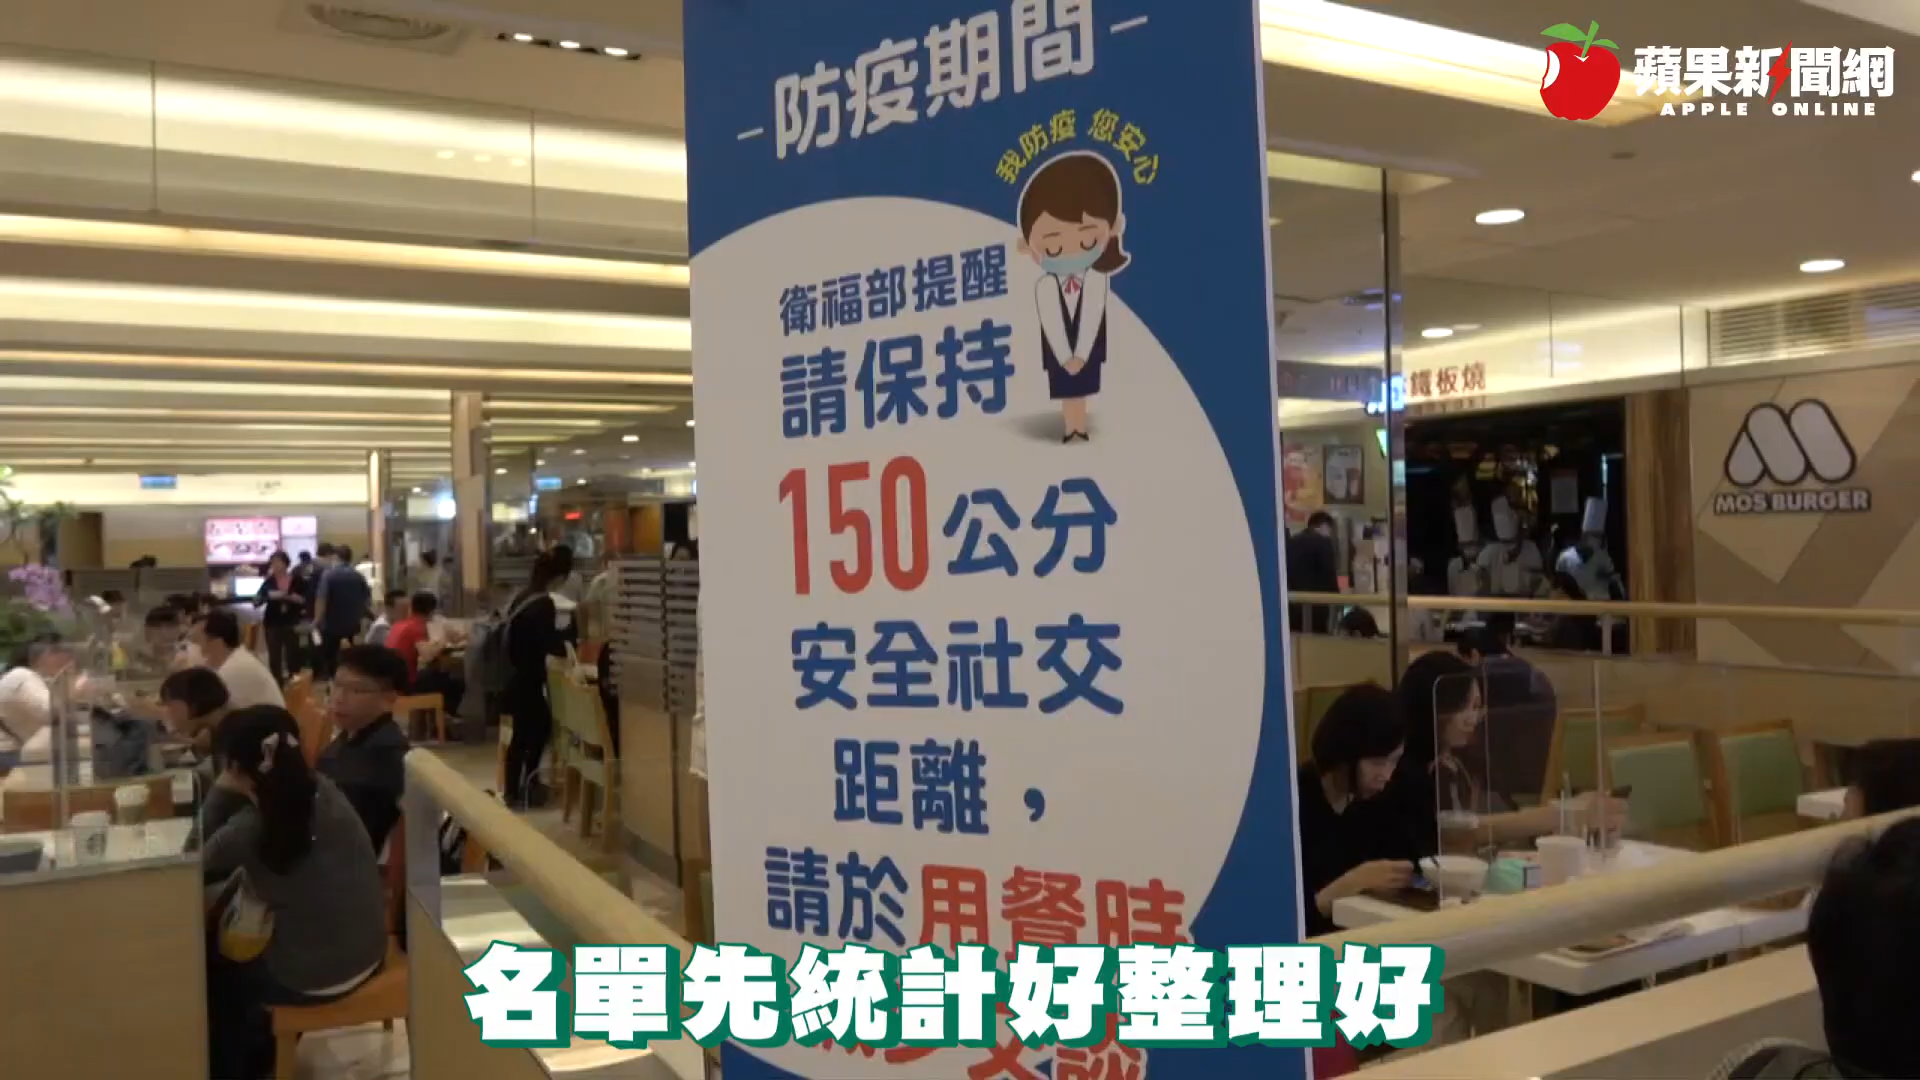 蘋果新聞網
APPLE ONLINE
防疫期間
我防疫 您安心
衛福部提醒
請保持
150公分
安全社交
距離，
請於用餐時
鐵板燒
MOS BURGER
名單先統計好整理好